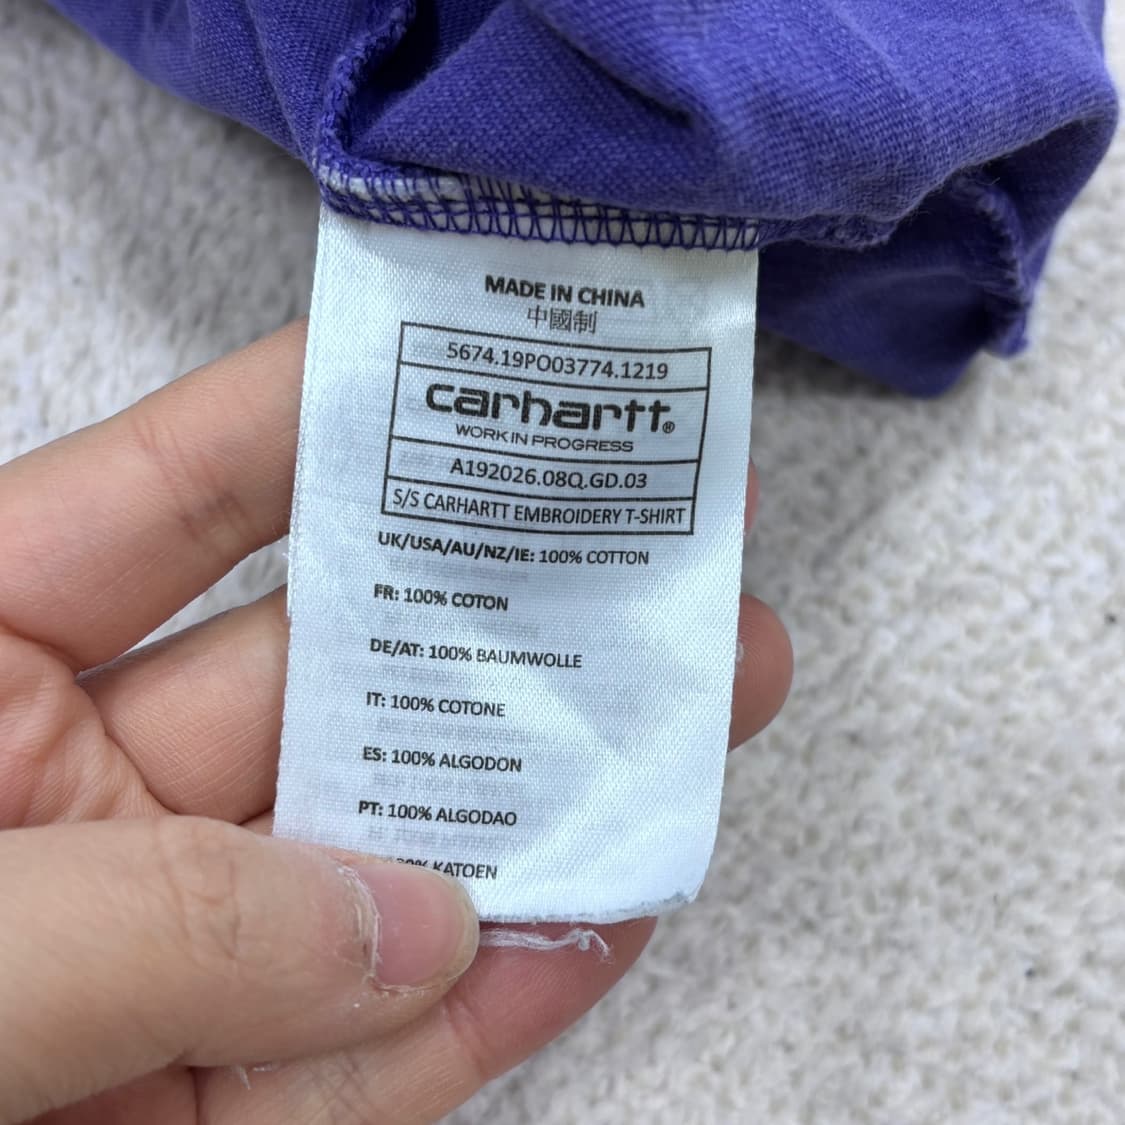 MADE IN CHINA
中國制
5674.19PO03774.1219
carhartt®
WORK IN PROGRESS
A192026.08Q.GD.03
S/S CARHARTT EMBROIDERY T-SHIRT
UK/USA/AU/NZ/IE: 100% COTTON
FR: 100% COTON
DE/AT: 100% BAUMWOLLE
IT: 100% COTONE
ES: 100% ALGODON
PT: 100% ALGODAO
KATOEN